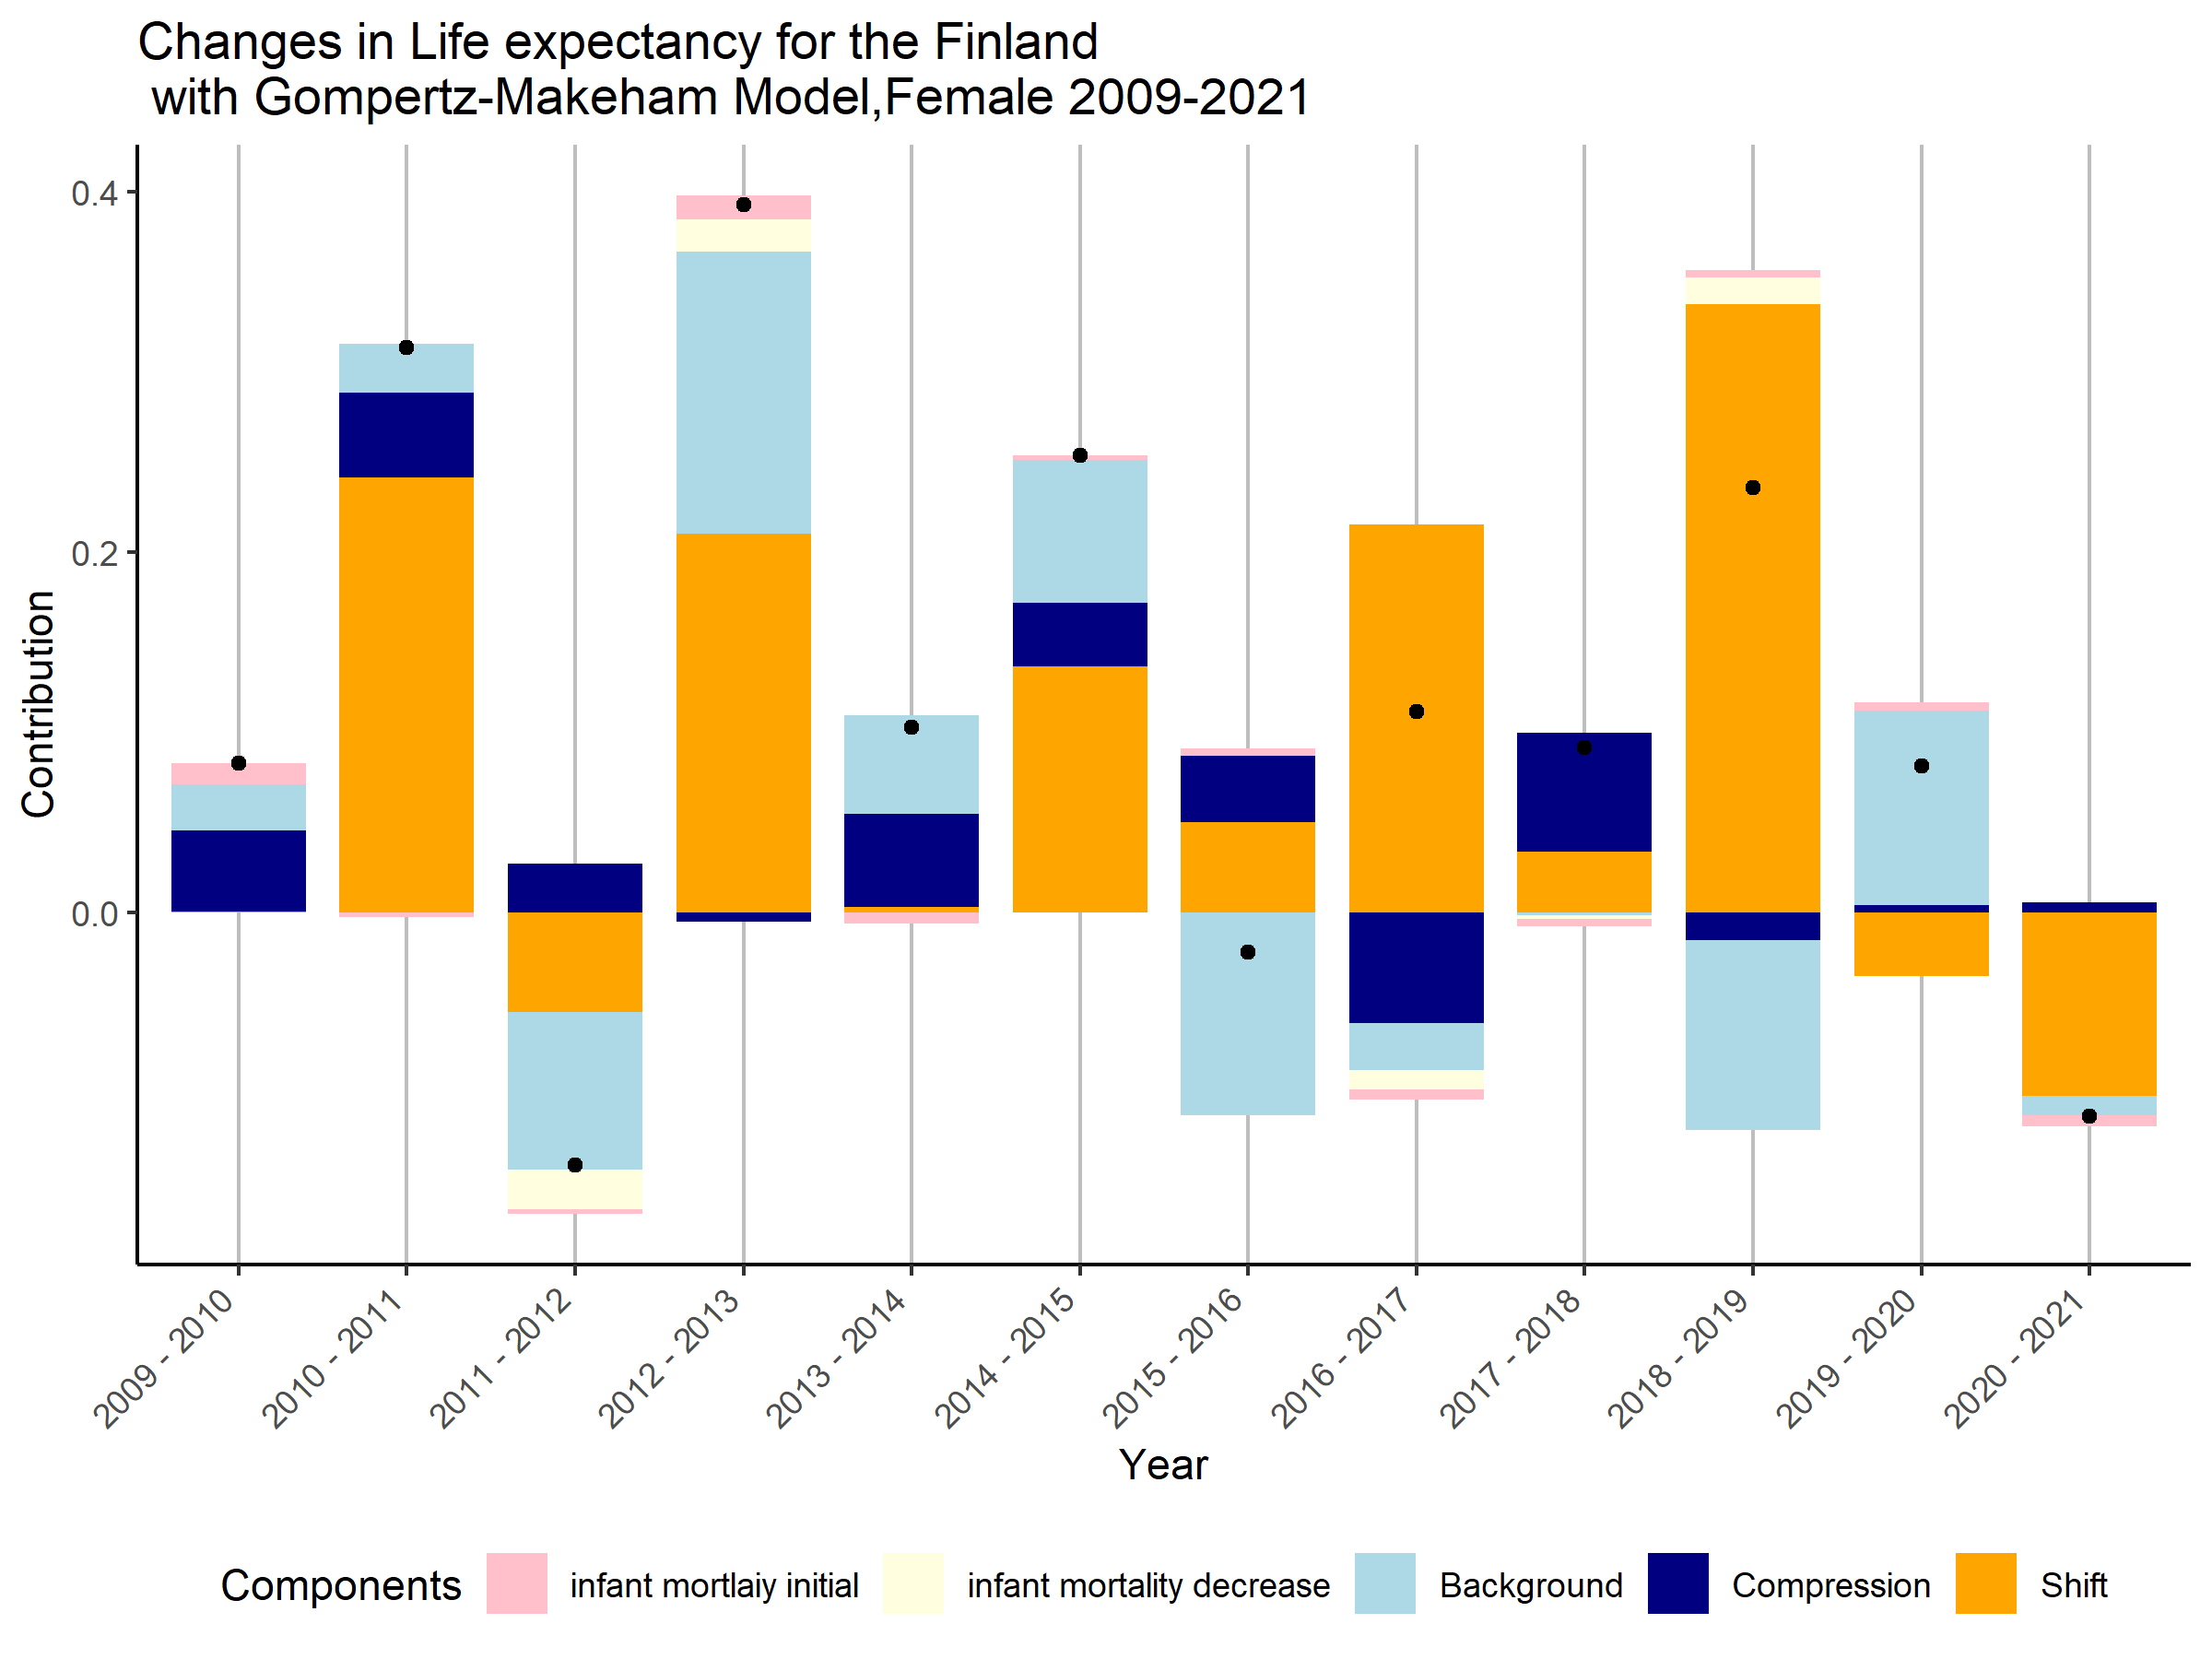 Changes in Life expectancy for the Finland
with Gompertz-Makeham Model,Female 2009-2021
Contribution
0.4
0.2
0.0
2009 - 2010
2010 - 2011
2011 - 2012
2012 - 2013
2013 - 2014
2014 - 2015
2015 - 2016
2016 - 2017
2017 - 2018
2018 - 2019
2019 - 2020
2020 - 2021
Year
Components infant mortlaiy initial infant mortality decrease Background Compression Shift